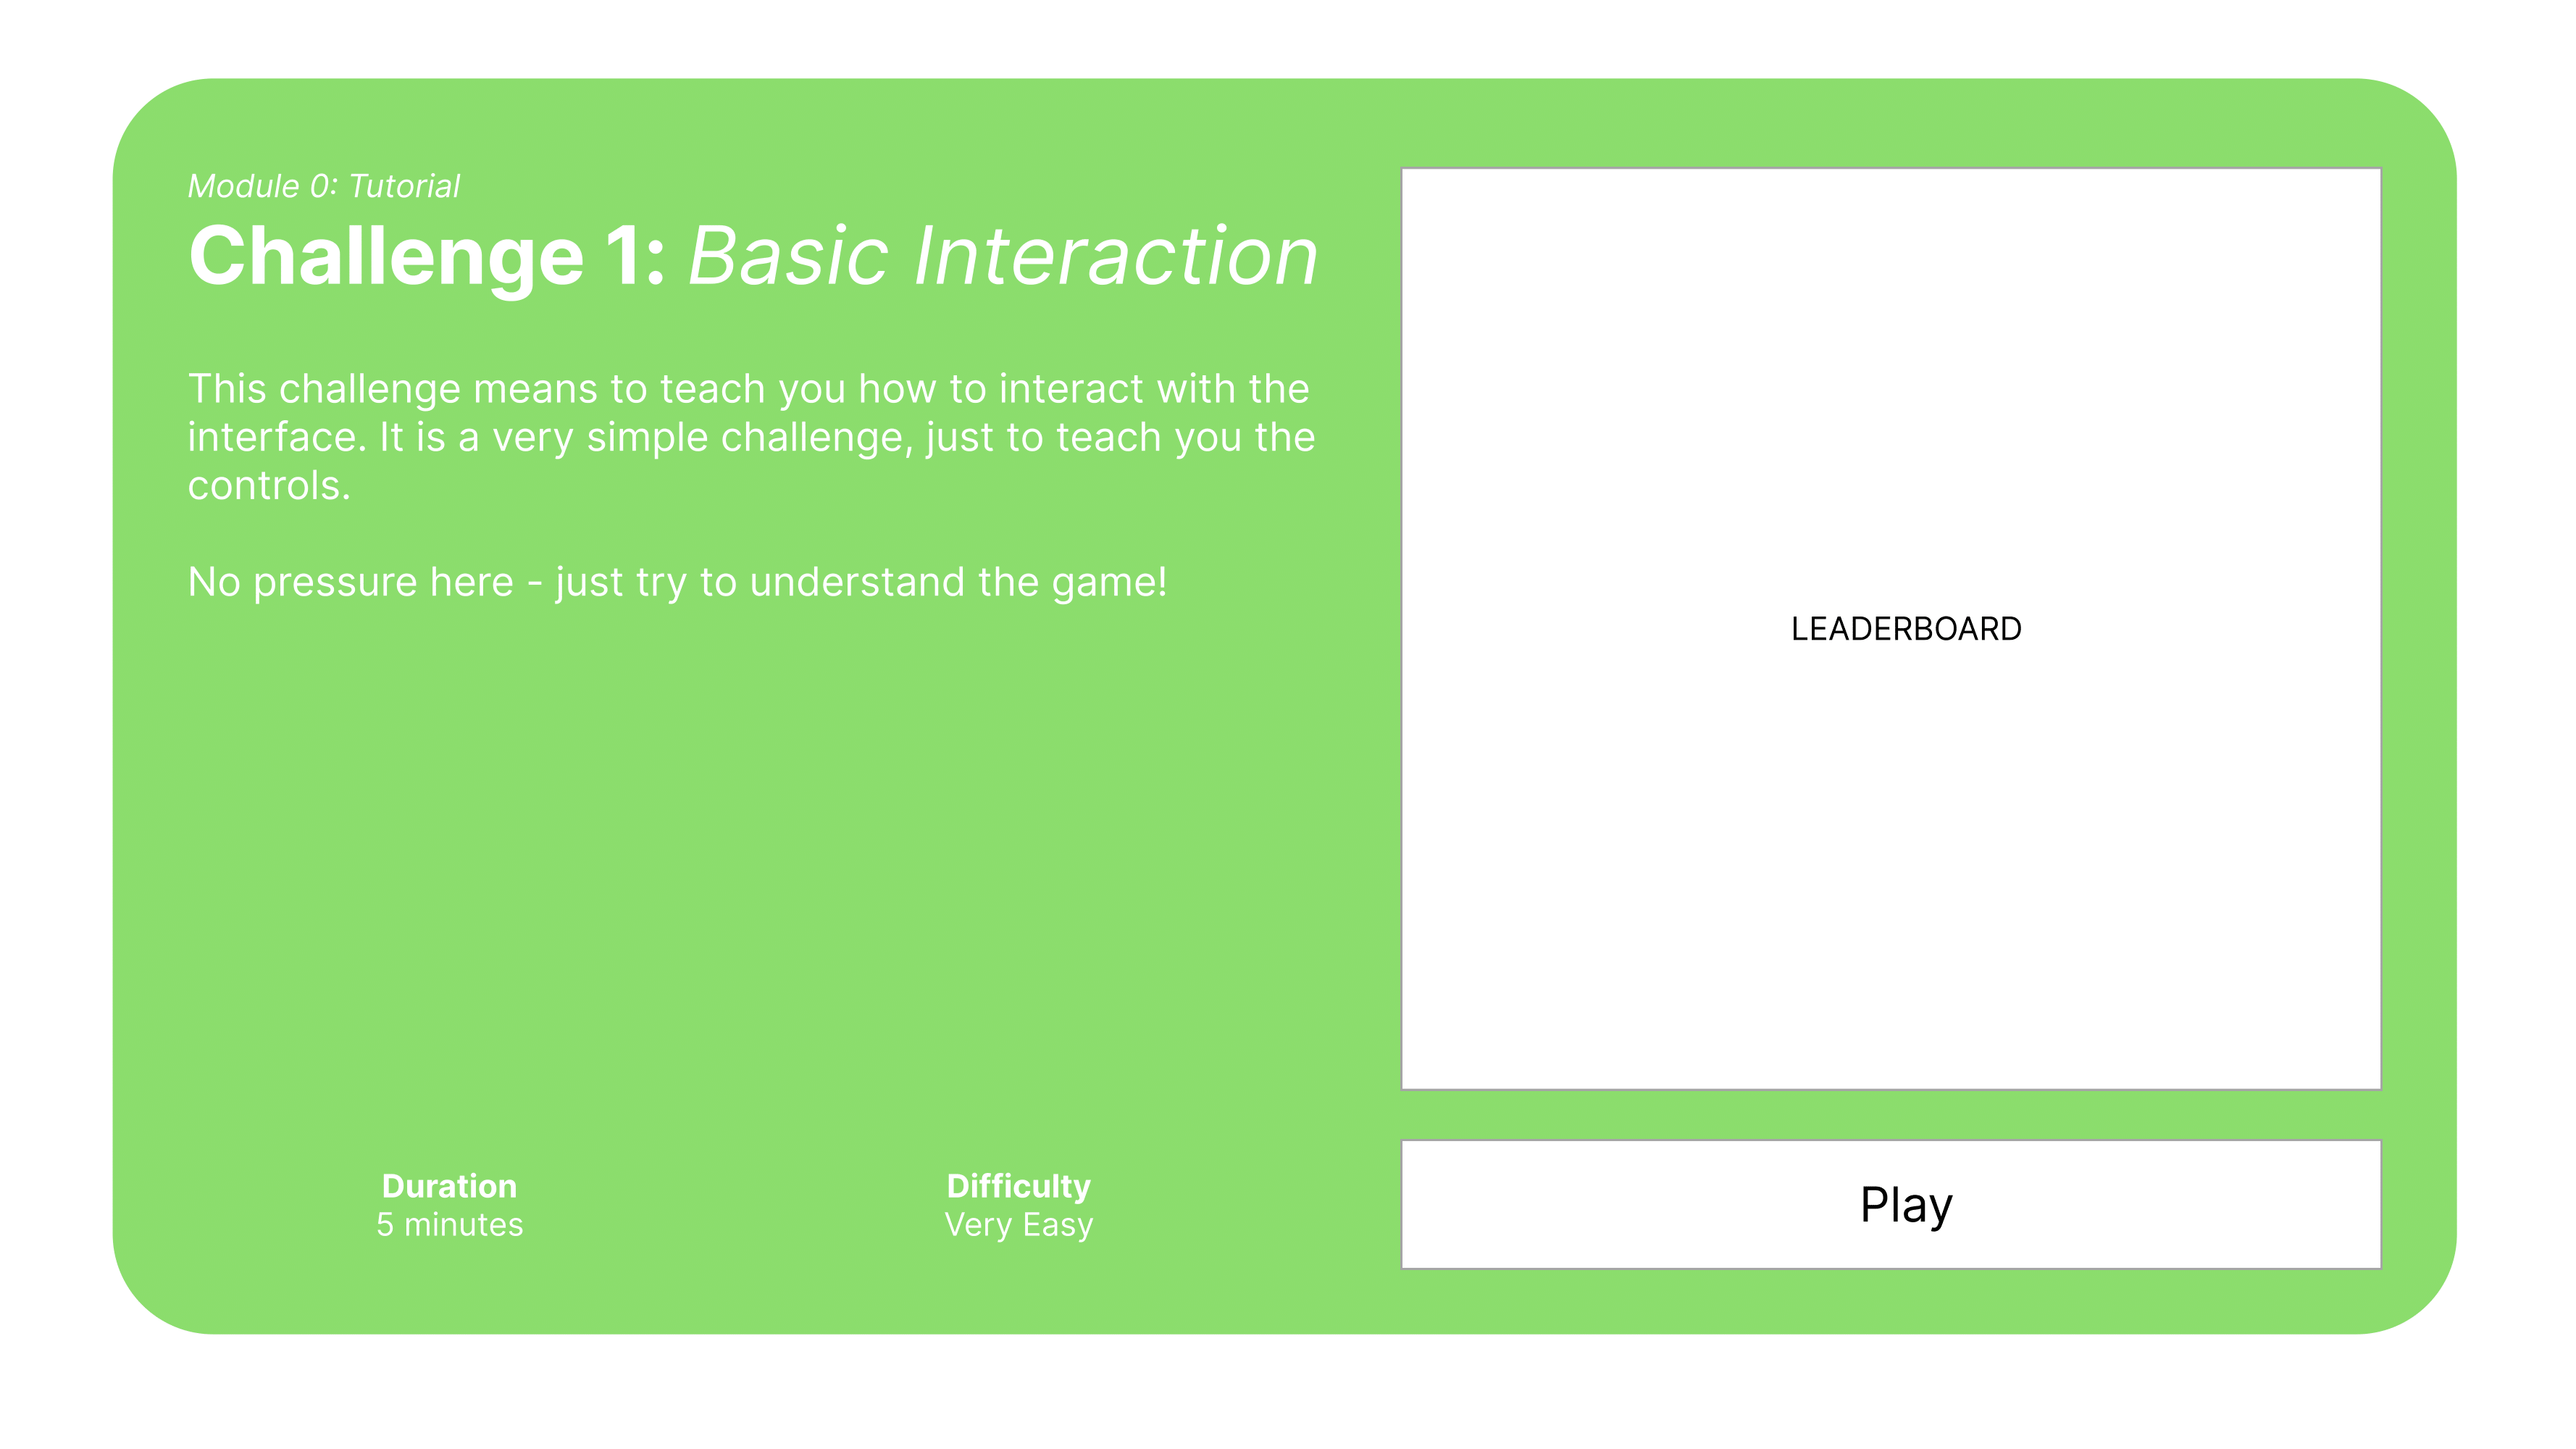 Module 0: Tutorial
Challenge 1: Basic Interaction
This challenge means to teach you how to interact with the
interface. It is a very simple challenge, just to teach you the
controls.
No pressure here - just try to understand the game!
LEADERBOARD
Duration
5 minutes
Difficulty
Very Easy
Play